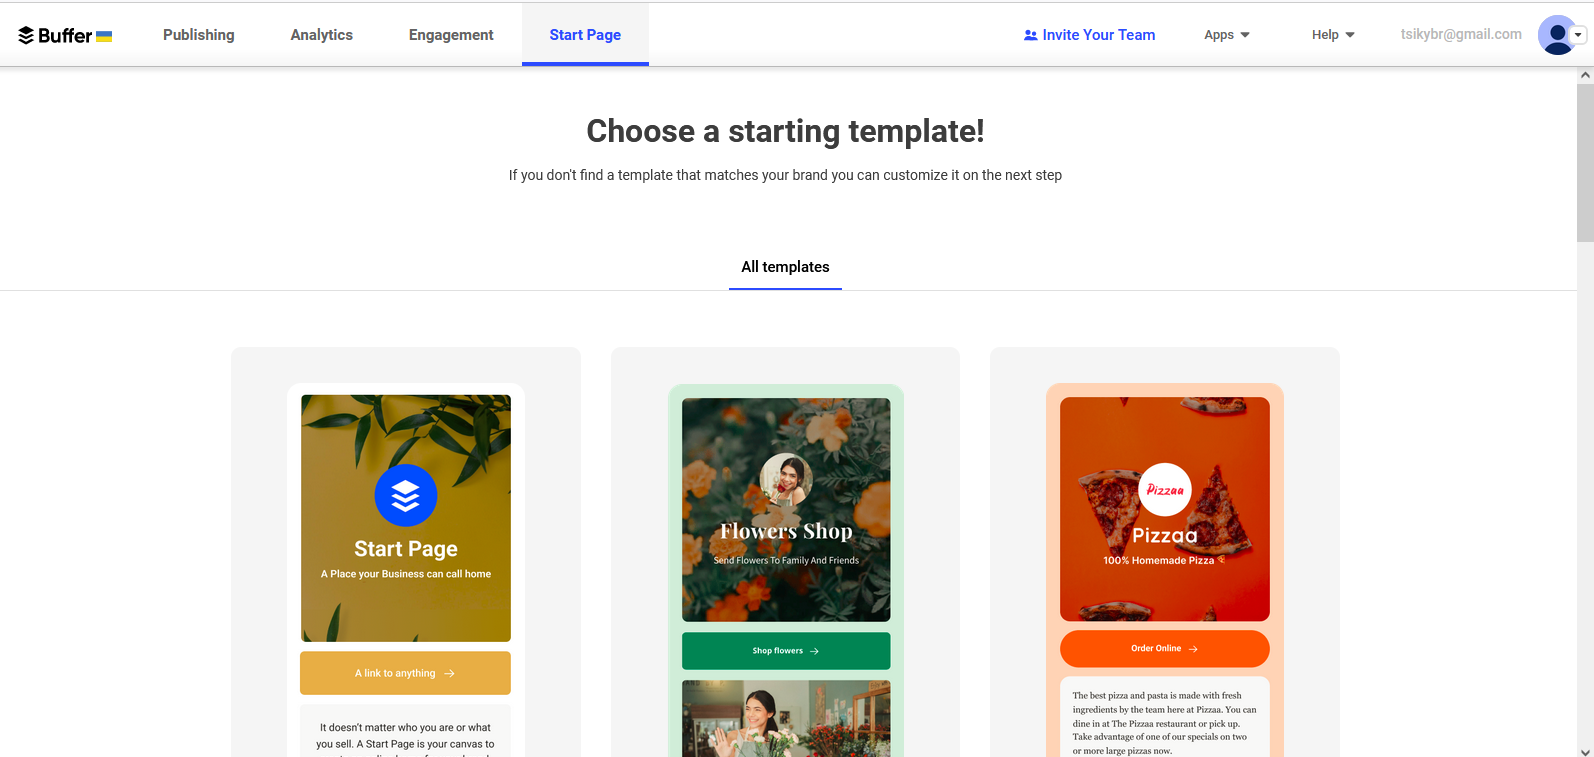 Buffer
Publishing
Analytics
Engagement
Start Page
Invite Your Team
Apps
Help
tsikybr@gmail.com
Choose a starting template!
If you don't find a template that matches your brand you can customize it on the next step
All templates
Start Page
A Place your Business can call home
A link to anything
It doesn't matter who you are or what
you sell. A Start Page is your canvas to
Flowers Shop
Send Flowers To Family And Friends
Shop flowers
AND
Pizzaa
Pizzaa
100% Homemade Pizza
Order Online
The best pizza and pasta is made with fresh
ingredients by the team here at Pizzaa. You can
dine in at The Pizzaa restaurant or pick up.
Take advantage of one of our specials on two
or more large pizzas now.